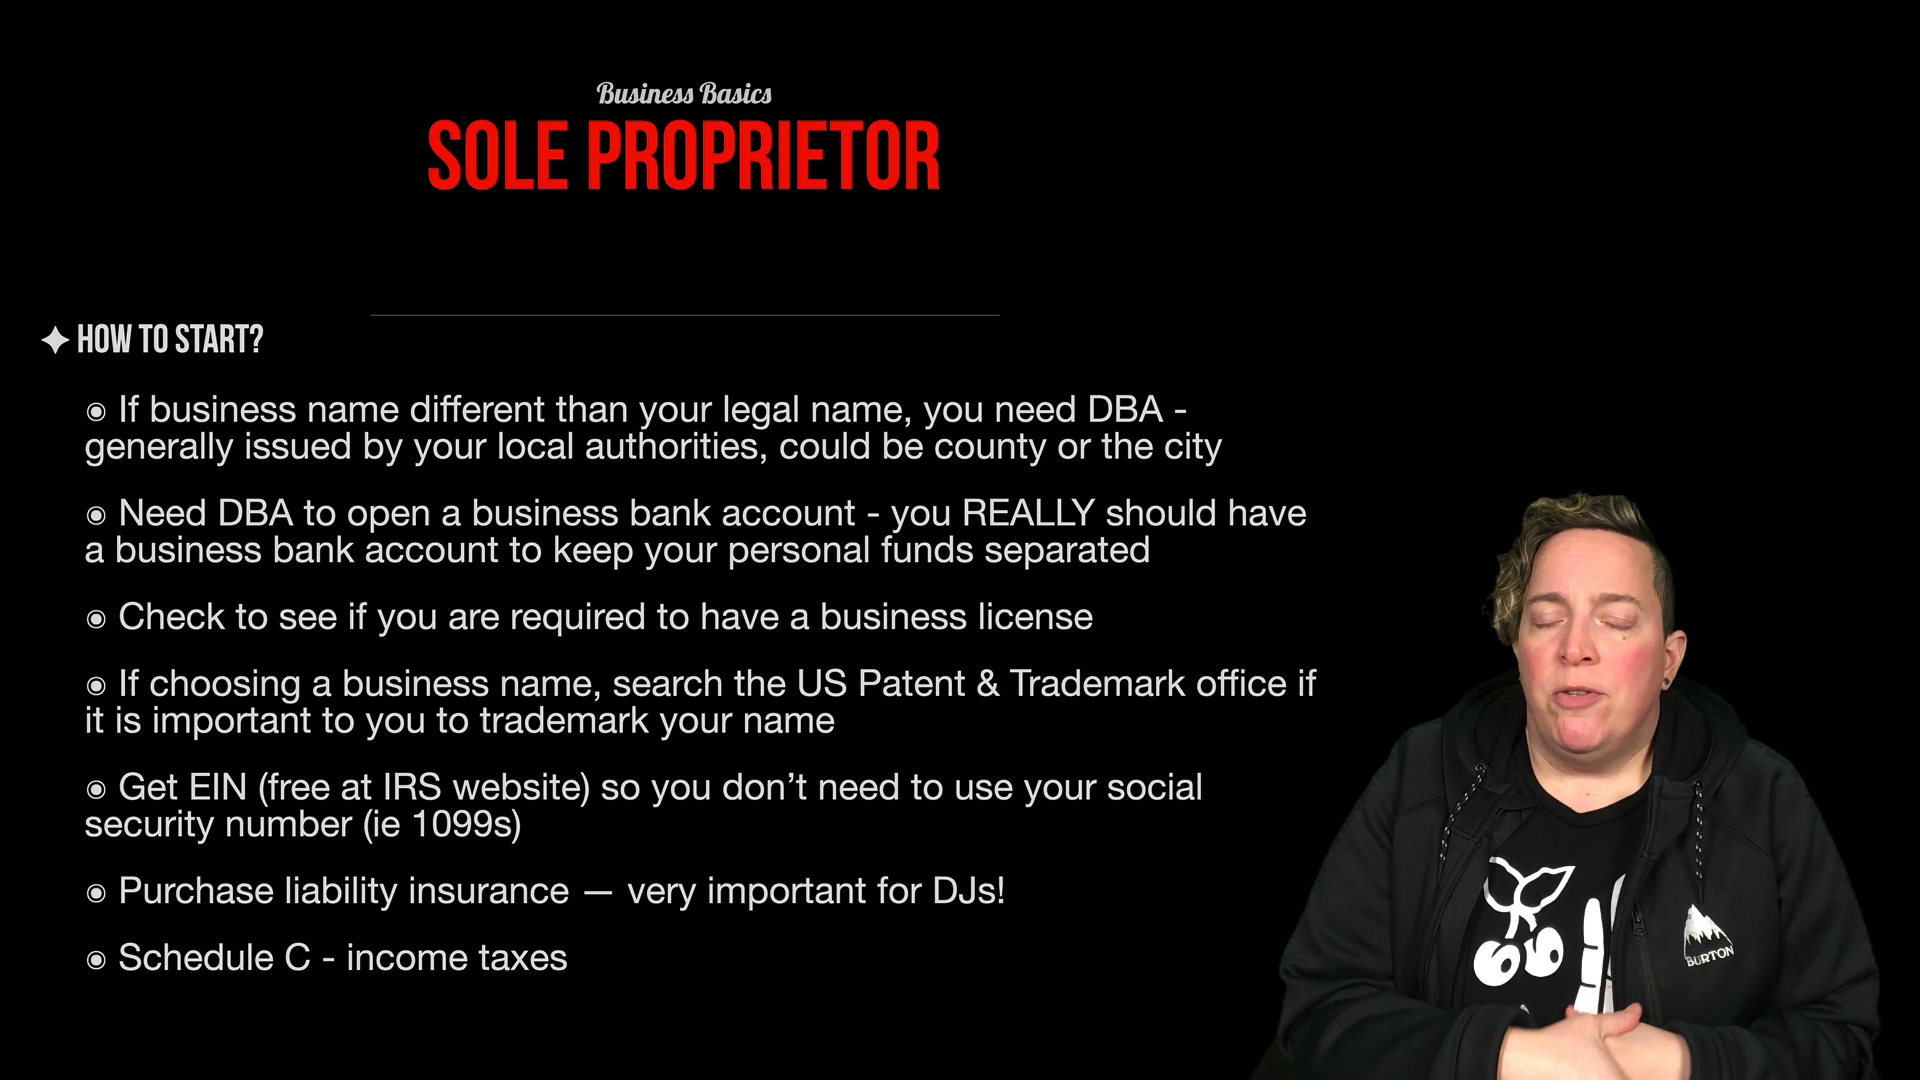 Business Basics
SOLE PROPRIETOR
✦ HOW TO START?
◉ If business name different than your legal name, you need DBA -
generally issued by your local authorities, could be county or the city
◉ Need DBA to open a business bank account - you REALLY should have
a business bank account to keep your personal funds separated
◉ Check to see if you are required to have a business license
◉ If choosing a business name, search the US Patent & Trademark office if
it is important to you to trademark your name
◉ Get EIN (free at IRS website) so you don’t need to use your social
security number (ie 1099s)
◉ Purchase liability insurance — very important for DJs!
◉ Schedule C - income taxes
BURTON